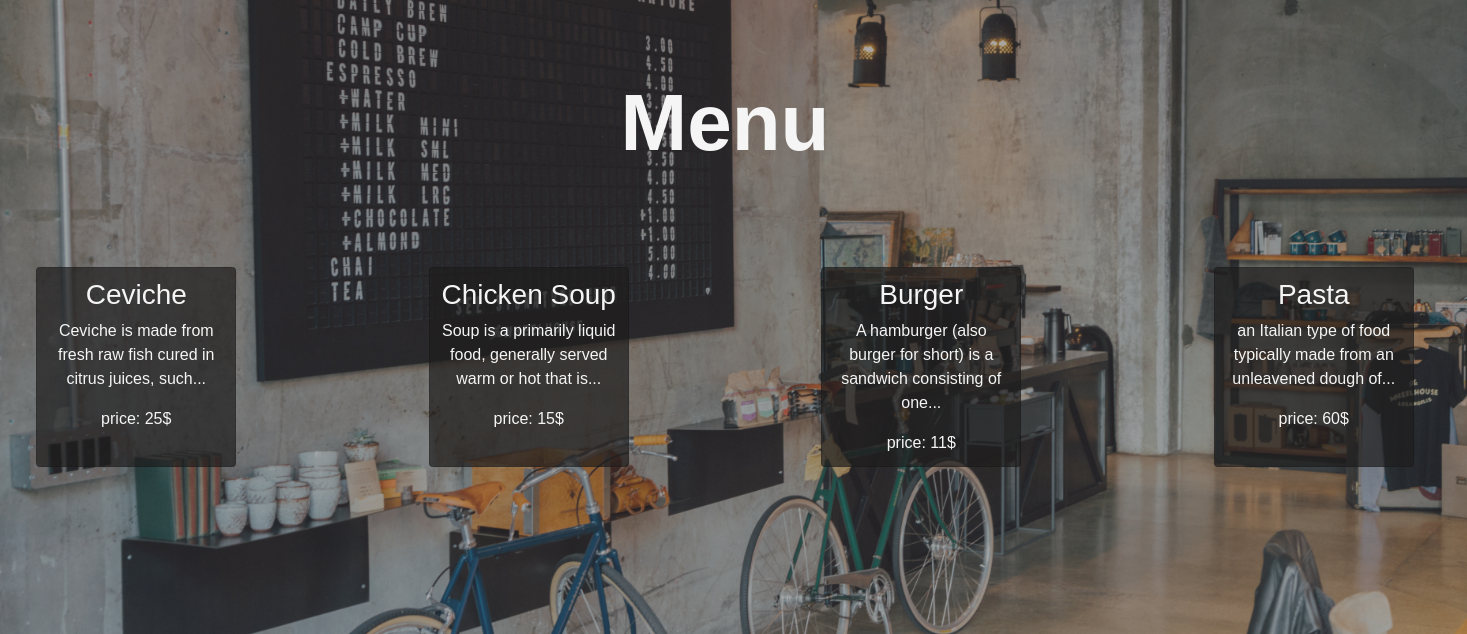 DAILY BREW
CAMP CUP
COLD BREW
ESPRESSO
+WATER
+MILK MINI
+MILK SML
+MILK MED
+MILK LRG
+CHOCOLATE
+ALMOND
CHAI
TEA
3.00
4.50
4.00
3.50
4.00
4.50
+1.00
+1.00
5.00
4.00
Menu
Ceviche
Ceviche is made from
fresh raw fish cured in
citrus juices, such...
price: 25$
Chicken Soup
Soup is a primarily liquid
food, generally served
warm or hot that is...
price: 15$
Burger
A hamburger (also
burger for short) is a
sandwich consisting of
one...
price: 11$
Pasta
an Italian type of food
typically made from an
unleavened dough of...
price: 60$